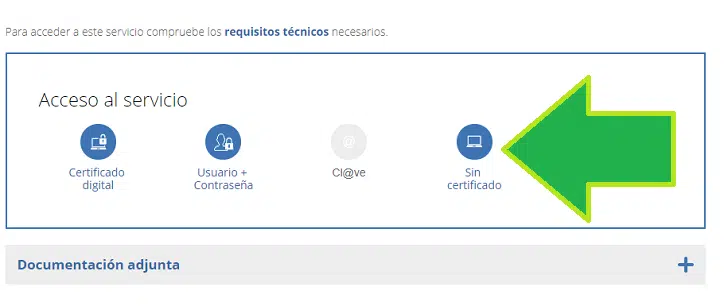 Para acceder a este servicio compruebe los requisitos técnicos necesarios.
Acceso al servicio
Certificado
digital
Usuario +
Contraseña
Cl@ve
Sin
certificado
Documentación adjunta